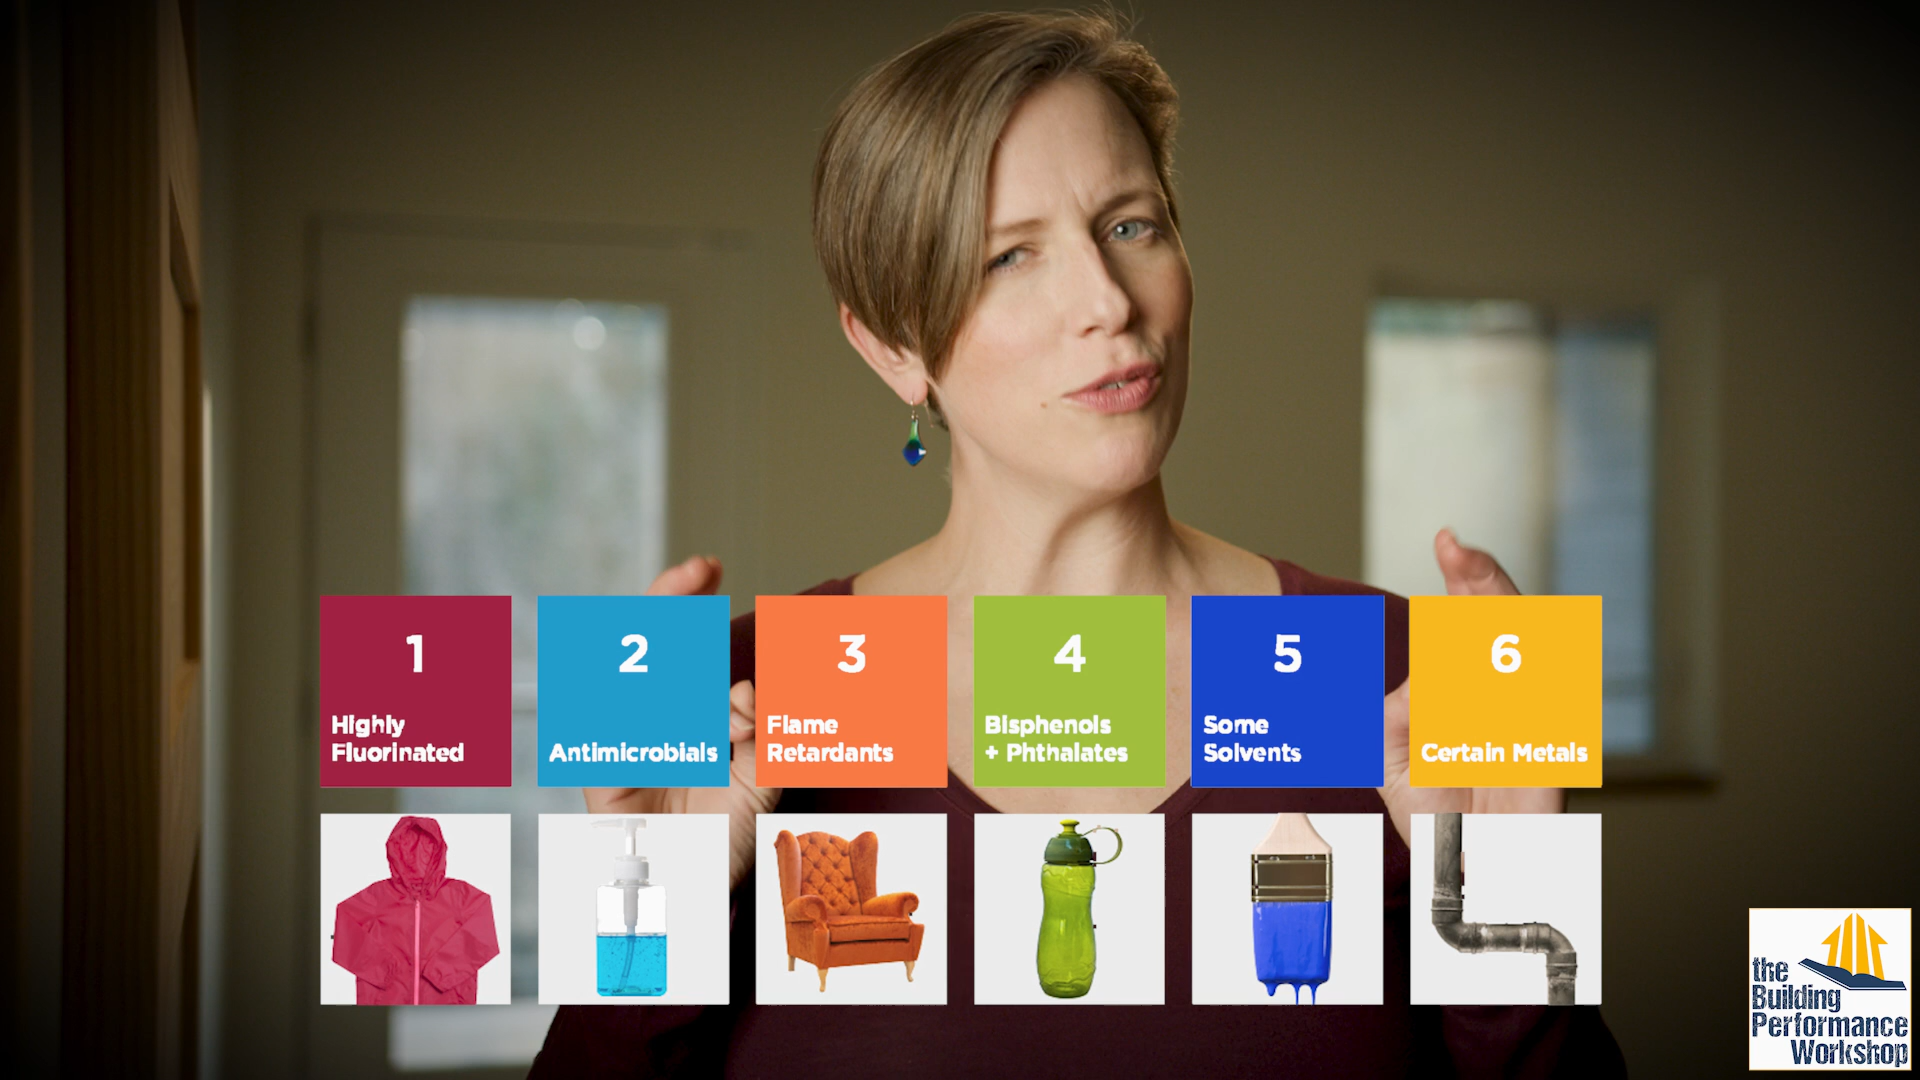 1
Highly
Fluorinated
2
Antimicrobials
3
Flame
Retardants
4
Bisphenols
+ Phthalates
5
Some
Solvents
6
Certain Metals
the
Building
Performance
Workshop